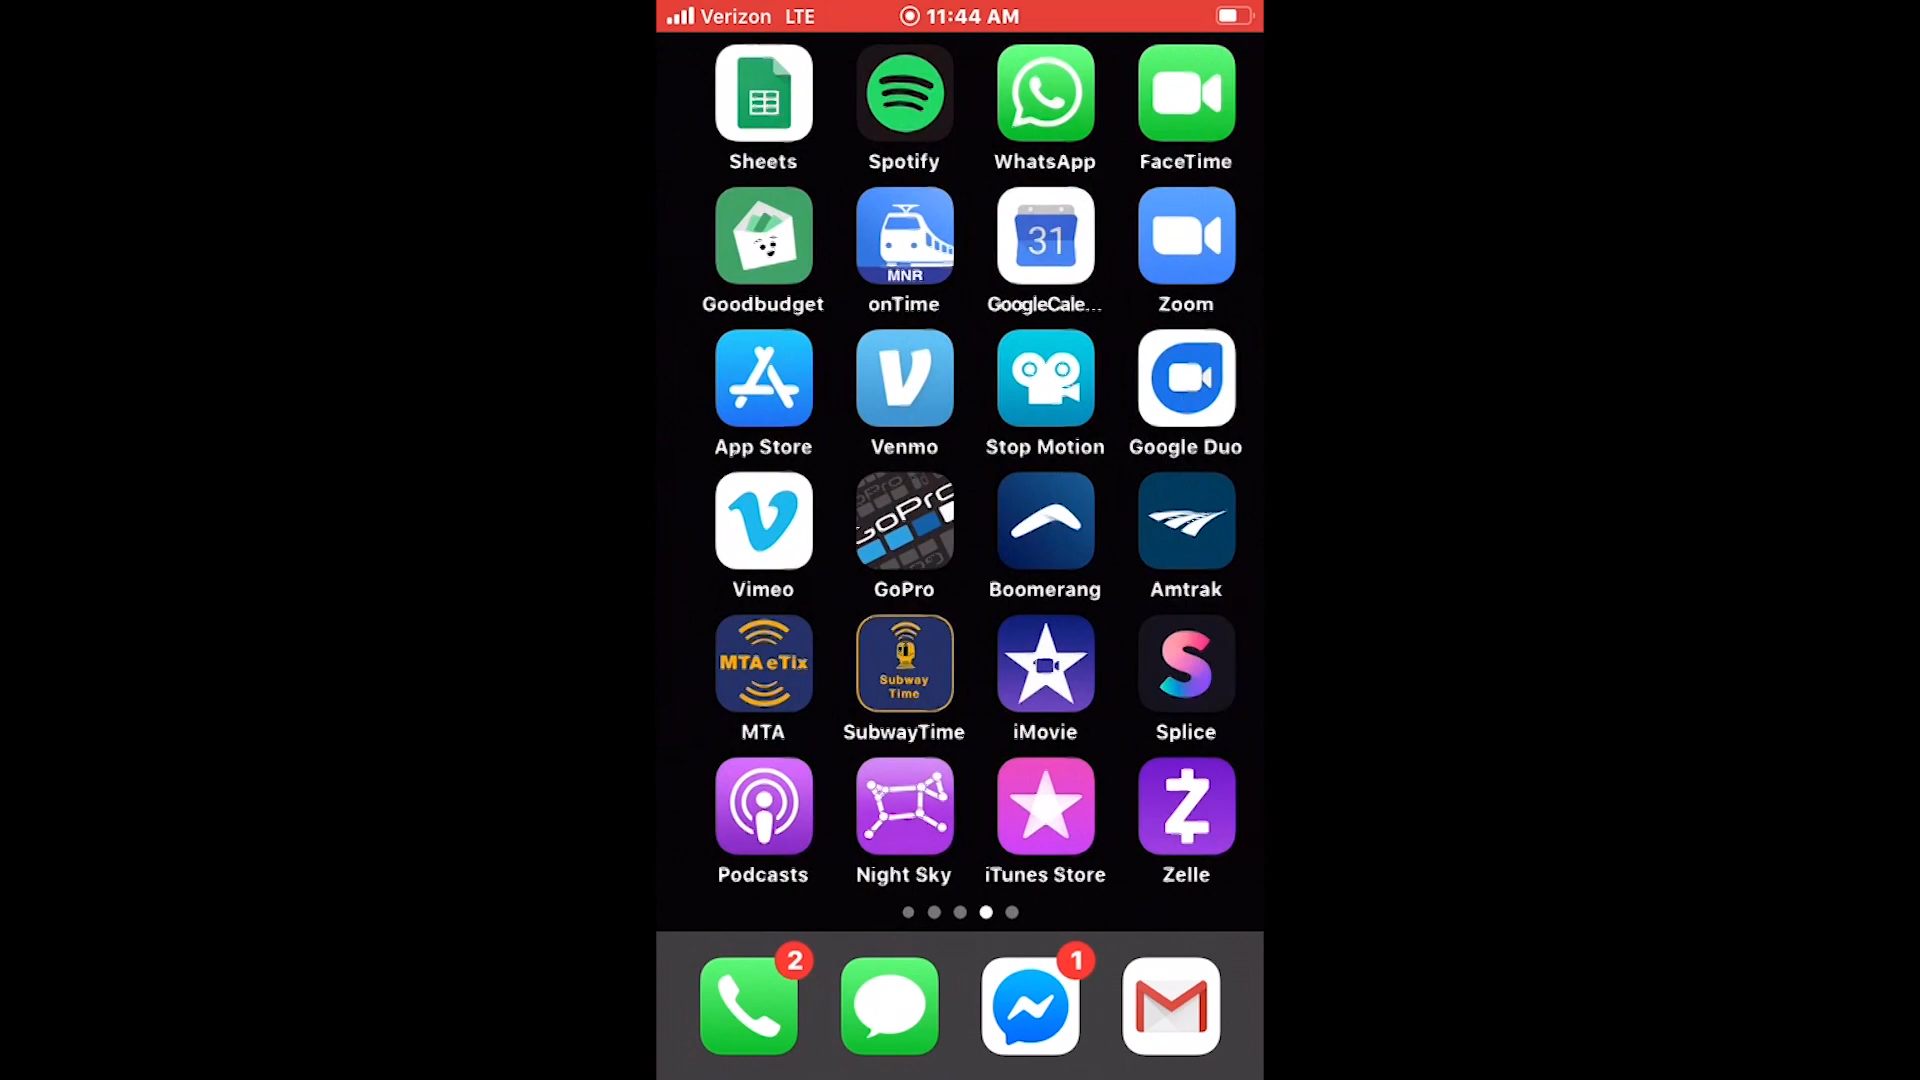 Verizon LTE 11:44 AM
Sheets Spotify WhatsApp FaceTime
MNR 31
Goodbudget onTime GoogleCale... Zoom
App Store Venmo Stop Motion Google Duo
GoPro
Vimeo GoPro Boomerang Amtrak
MTA eTix Subway Time
MTA SubwayTime iMovie Splice
Podcasts Night Sky iTunes Store Zelle
2 1